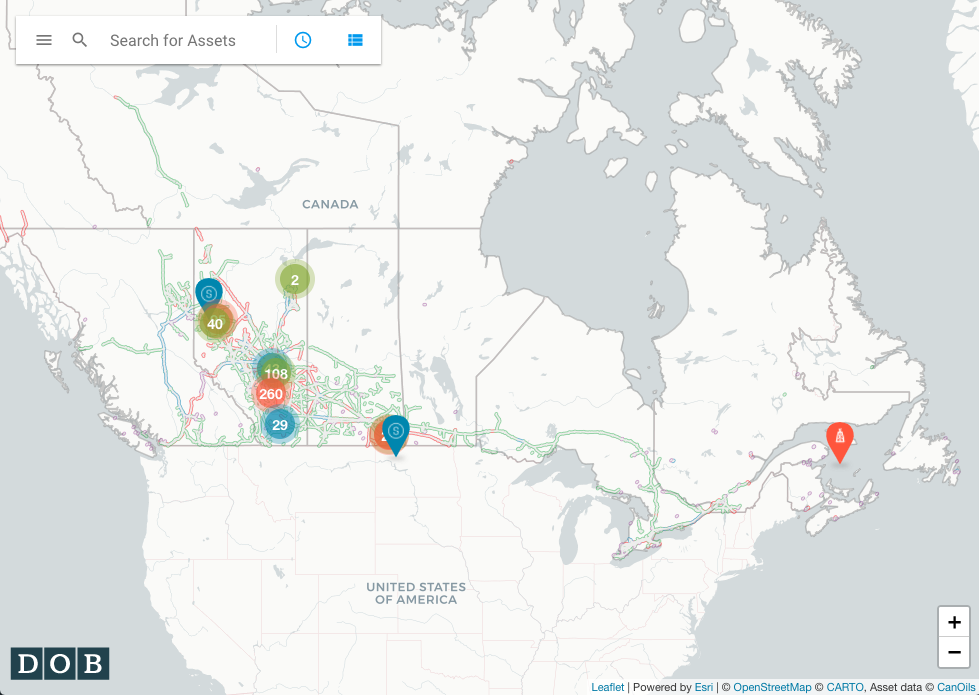 Search for Assets
CANADA
2
S
40
108
260
29
S
UNITED STATES
OF AMERICA
+
−
DOB
Leaflet | Powered by Esri | © OpenStreetMap © CARTO, Asset data © CanOils